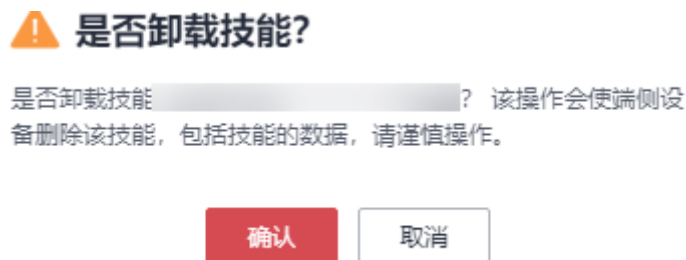 是否卸载技能?
是否卸载技能 ? 该操作会使端侧设
备删除该技能，包括技能的数据，请谨慎操作。
确认 取消